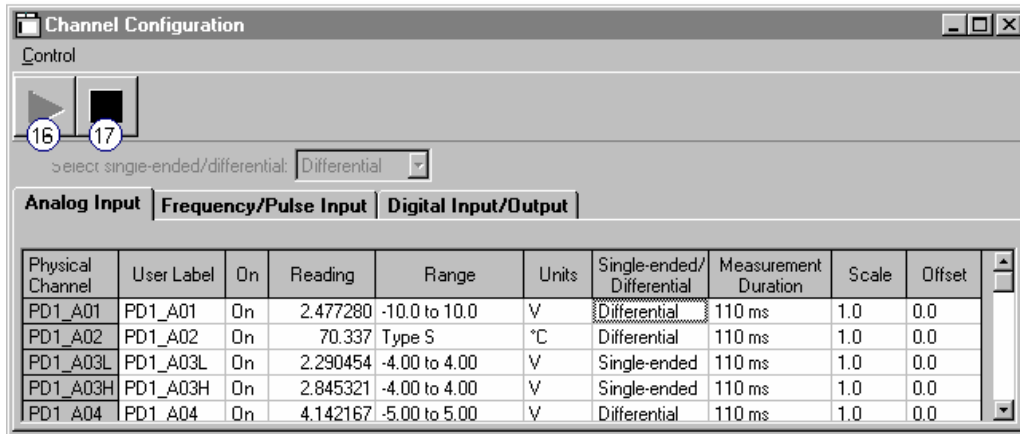 Channel Configuration
Control
16 17
Select single-ended/differential: Differential
Analog Input Frequency/Pulse Input Digital Input/Output
Physical Channel User Label On Reading Range Units Single-ended/ Differential Measurement Duration Scale Offset
PD1_A01 PD1_A01 On 2.477280 -10.0 to 10.0 V Differential 110 ms 1.0 0.0
PD1_A02 PD1_A02 On 70.337 Type S °C Differential 110 ms 1.0 0.0
PD1_A03L PD1_A03L On 2.290454 -4.00 to 4.00 V Single-ended 110 ms 1.0 0.0
PD1_A03H PD1_A03H On 2.845321 -4.00 to 4.00 V Single-ended 110 ms 1.0 0.0
PD1_A04 PD1_A04 On 4.142167 -5.00 to 5.00 V Differential 110 ms 1.0 0.0